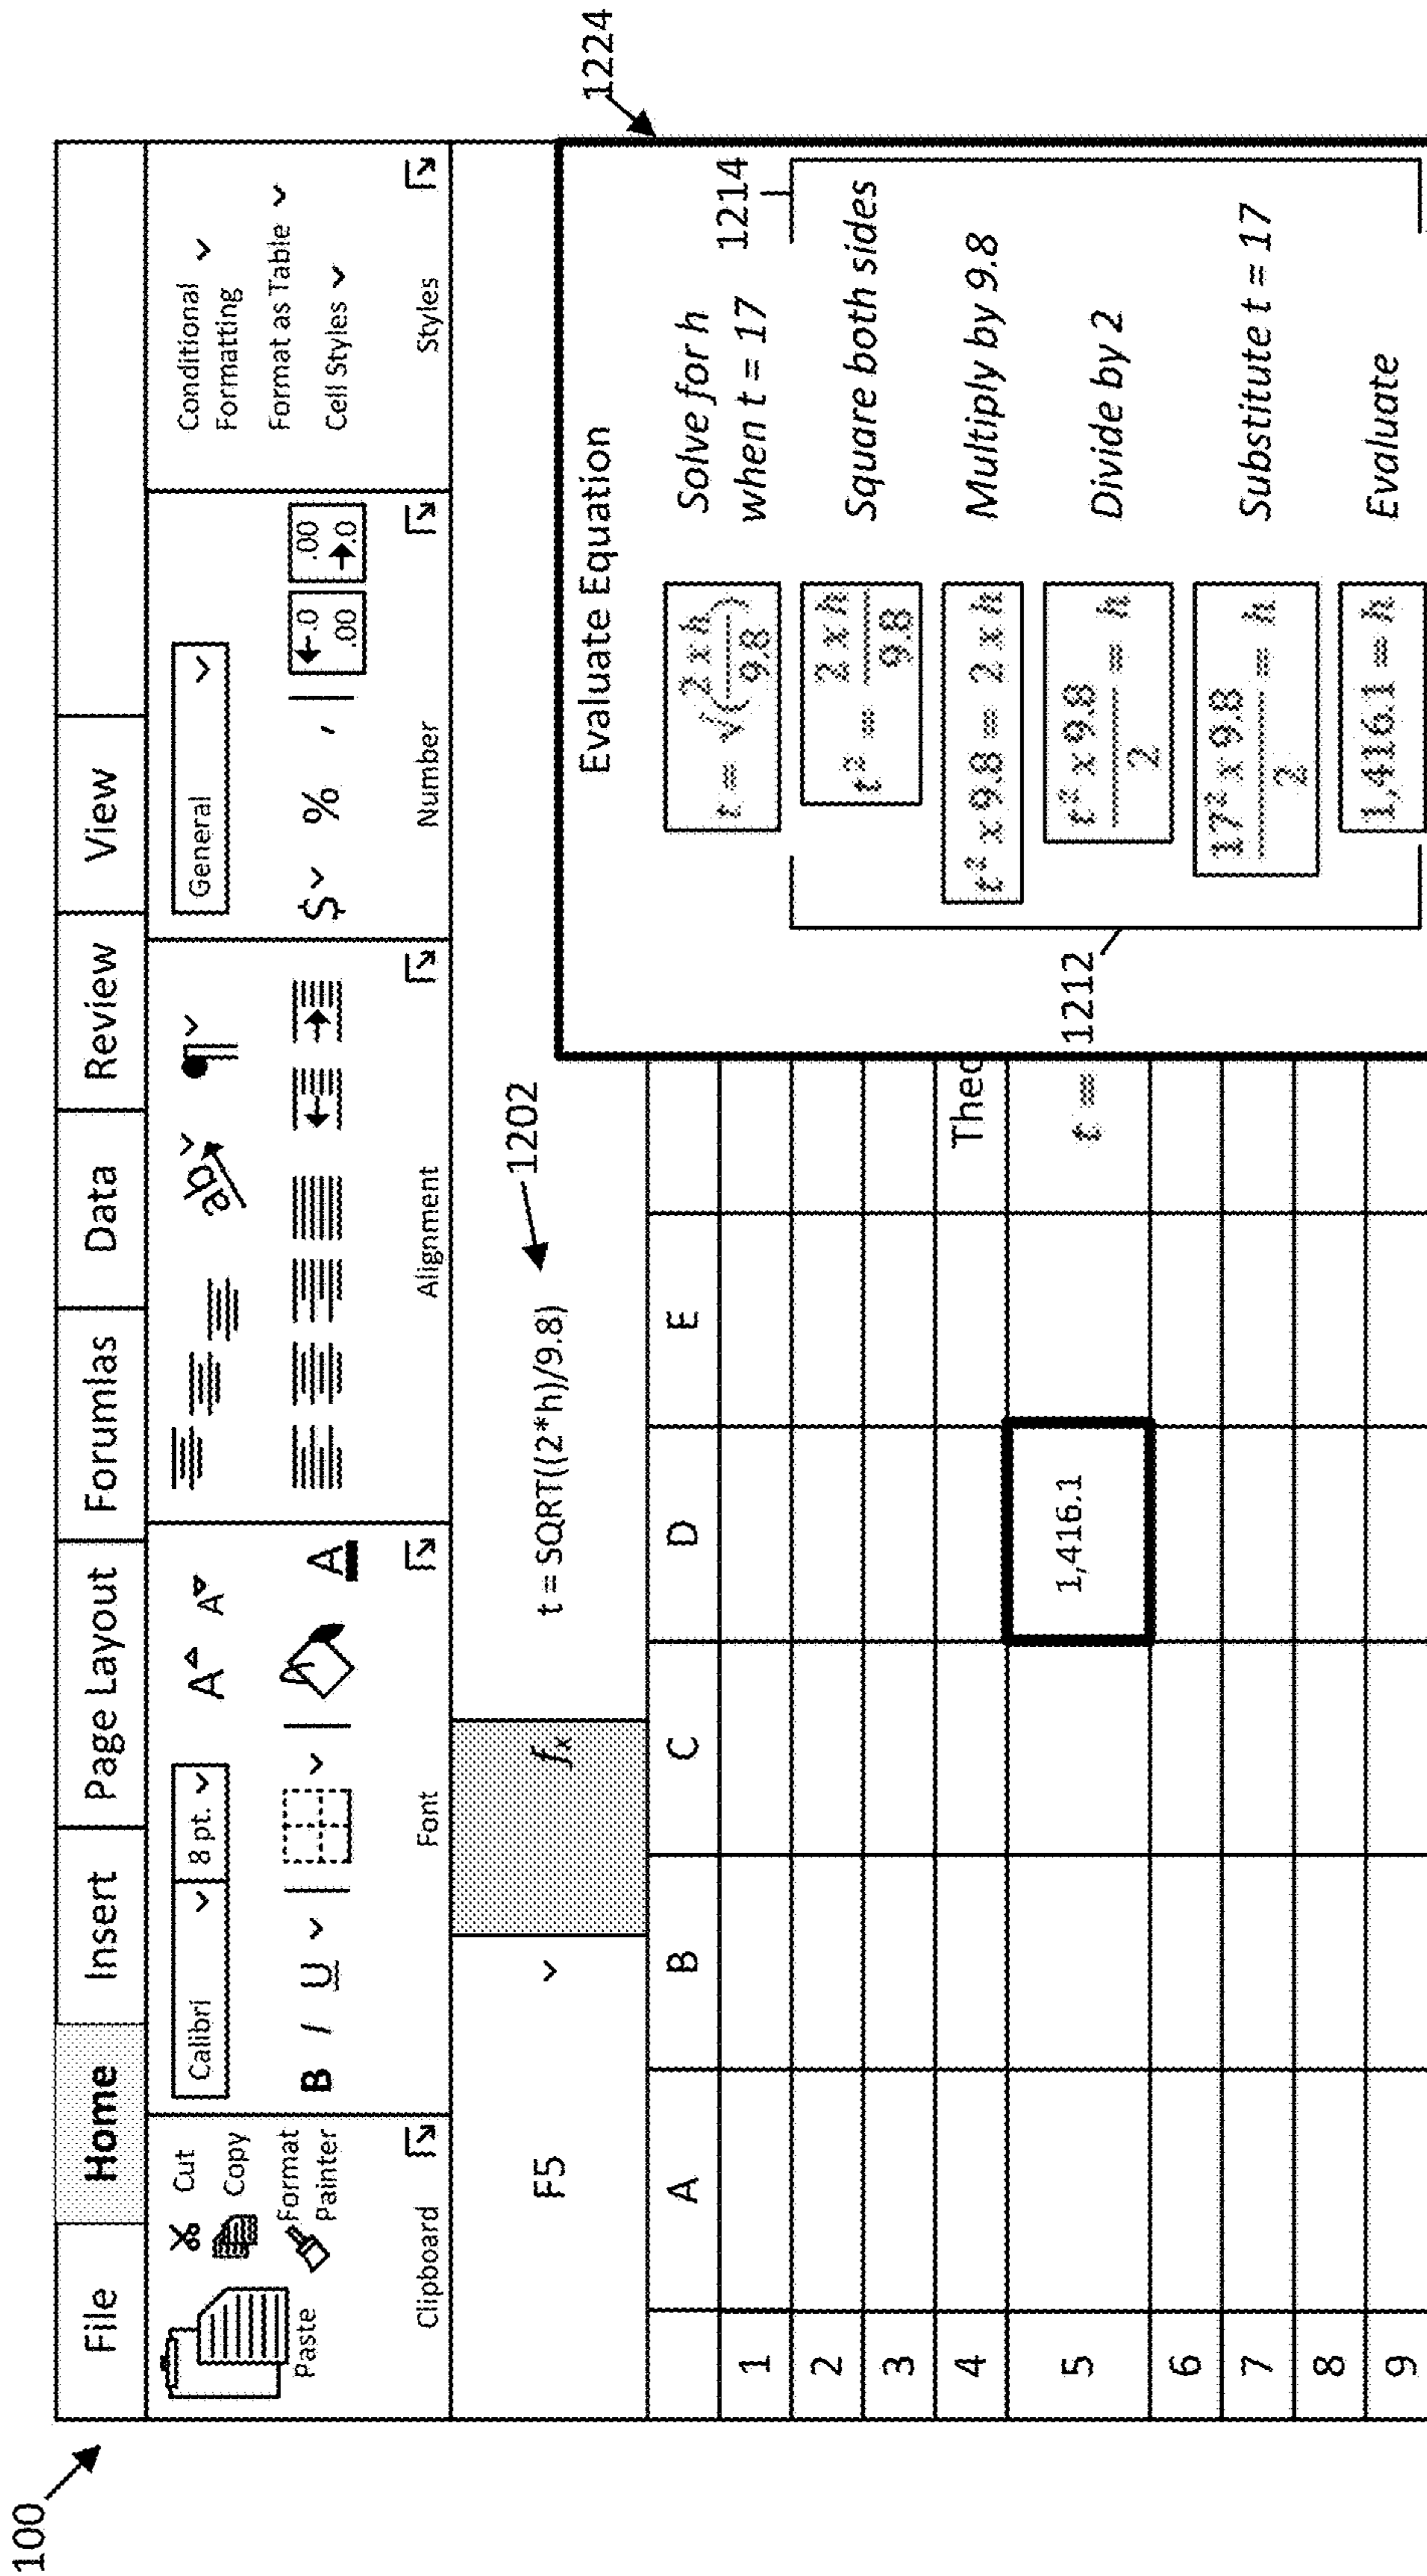 100
File Home Insert Page Layout Forumlas Data Review View
Paste
Cut
Copy
Format
Painter
Clipboard
Calibri 8 pt.
A A
B I U A
Font
ab
Alignment
General
$ % ,
.0 .00
.00 .0
Number
Conditional
Formatting
Format as Table
Cell Styles
Styles
F5 fx t = SQRT((2*h)/9.8)
1202
1224
A B C D E
1
2
3
4 Theo
5 1,416.1 t =
6
7
8
9
Evaluate Equation
t = √(2 x h / 9.8) Solve for h
when t = 17
1214
t² = 2 x h / 9.8 Square both sides
t² x 9.8 = 2 x h Multiply by 9.8
t² x 9.8 / 2 = h Divide by 2
17² x 9.8 / 2 = h Substitute t = 17
1,416.1 = h Evaluate
1212